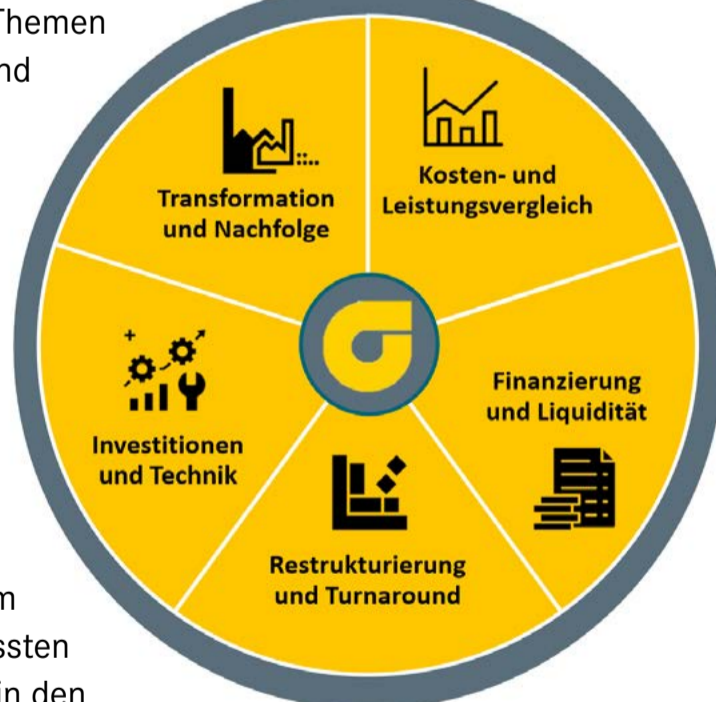 Themen
nd
Transformation
und Nachfolge
Kosten- und
Leistungsvergleich
Investitionen
und Technik
Finanzierung
und Liquidität
Restrukturierung
und Turnaround
m
ssten
in den